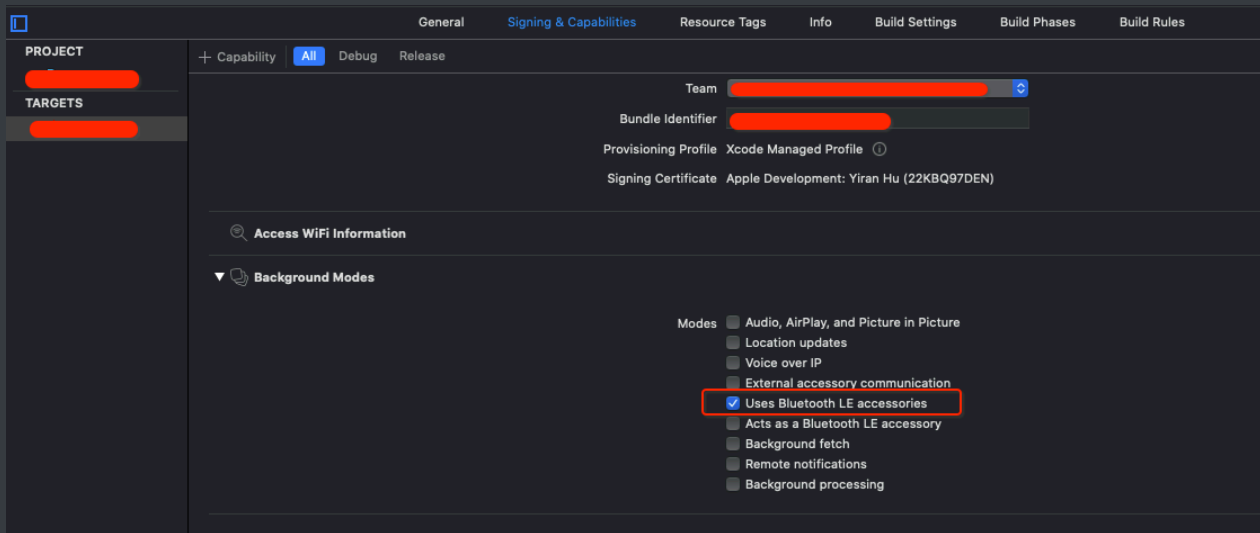 General Signing & Capabilities Resource Tags Info Build Settings Build Phases Build Rules
PROJECT
+ Capability All Debug Release
TARGETS
Team
Bundle Identifier
Provisioning Profile Xcode Managed Profile
Signing Certificate Apple Development: Yiran Hu (22KBQ97DEN)
Access WiFi Information
Background Modes
Modes Audio, AirPlay, and Picture in Picture
Location updates
Voice over IP
External accessory communication
Uses Bluetooth LE accessories
Acts as a Bluetooth LE accessory
Background fetch
Remote notifications
Background processing